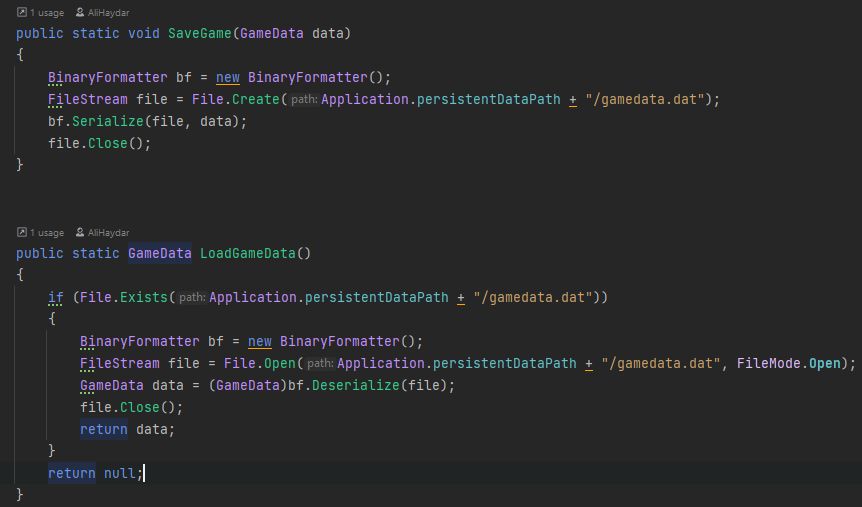 1 usage AliHaydar
public static void SaveGame(GameData data)
{
BinaryFormatter bf = new BinaryFormatter();
FileStream file = File.Create(path:Application.persistentDataPath + "/gamedata.dat");
bf.Serialize(file, data);
file.Close();
}
1 usage AliHaydar
public static GameData LoadGameData()
{
if (File.Exists(path:Application.persistentDataPath + "/gamedata.dat"))
{
BinaryFormatter bf = new BinaryFormatter();
FileStream file = File.Open(path:Application.persistentDataPath + "/gamedata.dat", FileMode.Open);
GameData data = (GameData)bf.Deserialize(file);
file.Close();
return data;
}
return null;
}